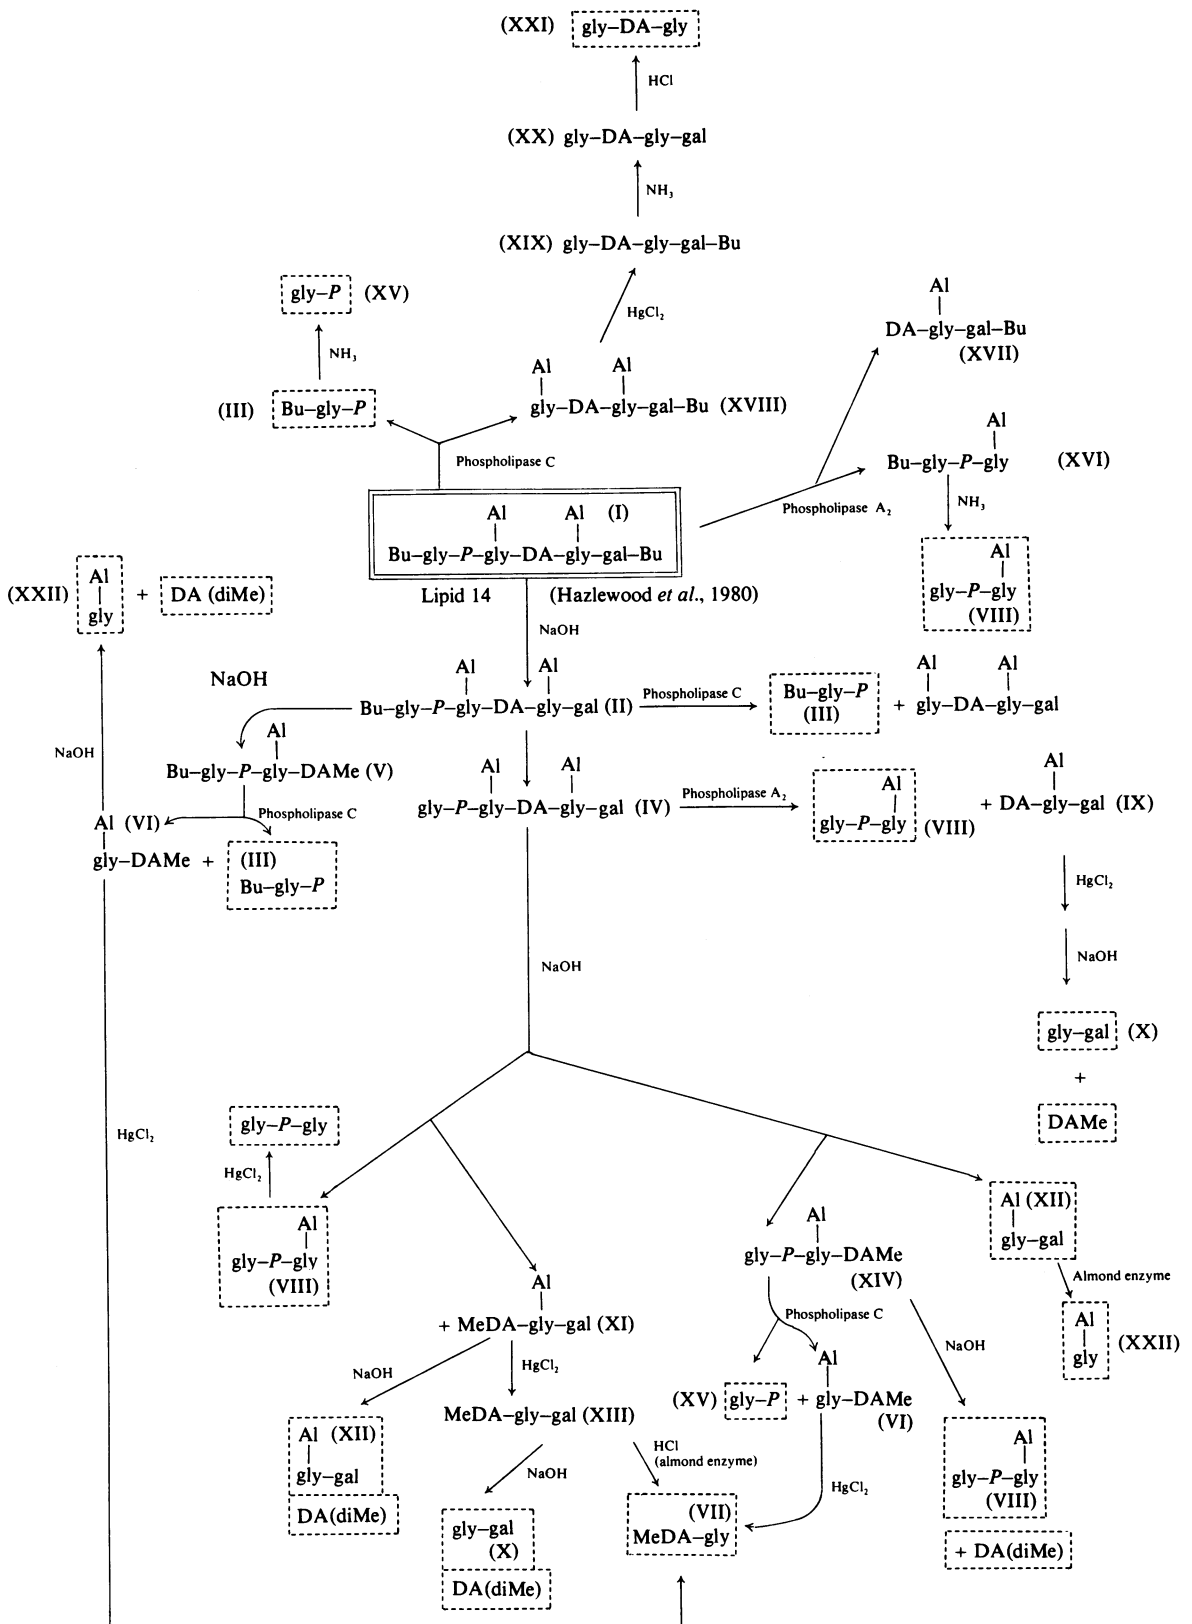 (XXI) gly–DA–gly
HCl
(XX) gly–DA–gly–gal
NH₃
(XIX) gly–DA–gly–gal–Bu
HgCl₂
gly–P (XV)
NH₃
(III) Bu–gly–P
Al Al
gly–DA–gly–gal–Bu (XVIII)
Phospholipase C
Al
DA–gly–gal–Bu
(XVII)
Al
Bu–gly–P–gly (XVI)
Phospholipase A₂
NH₃
Al
gly–P–gly
(VIII)
Al Al (I)
Bu–gly–P–gly–DA–gly–gal–Bu
Lipid 14 (Hazlewood et al., 1980)
NaOH
(XXII) Al + DA (diMe)
gly
NaOH
Al Al
Bu–gly–P–gly–DA–gly–gal (II)
Phospholipase C
Bu–gly–P
(III)
+ Al Al
gly–DA–gly–gal
NaOH
Al
Bu–gly–P–gly–DAMe (V)
Phospholipase C
Al (VI)
gly–DAMe +
(III)
Bu–gly–P
Al Al
gly–P–gly–DA–gly–gal (IV)
Phospholipase A₂
Al
gly–P–gly (VIII)
Al
+ DA–gly–gal (IX)
HgCl₂
NaOH
gly–gal (X)
+
DAMe
NaOH
HgCl₂
gly–P–gly
HgCl₂
Al
gly–P–gly
(VIII)
Al
+ MeDA–gly–gal (XI)
NaOH
HgCl₂
Al (XII)
gly–gal
DA(diMe)
MeDA–gly–gal (XIII)
NaOH
HCl
(almond enzyme)
gly–gal
(X)
DA(diMe)
(VII)
MeDA–gly
Al
gly–P–gly–DAMe
(XIV)
Phospholipase C
(XV) gly–P +
Al
gly–DAMe
(VI)
HgCl₂
NaOH
Al
gly–P–gly
(VIII)
+ DA(diMe)
Al (XII)
gly–gal
Almond enzyme
Al
gly
(XXII)